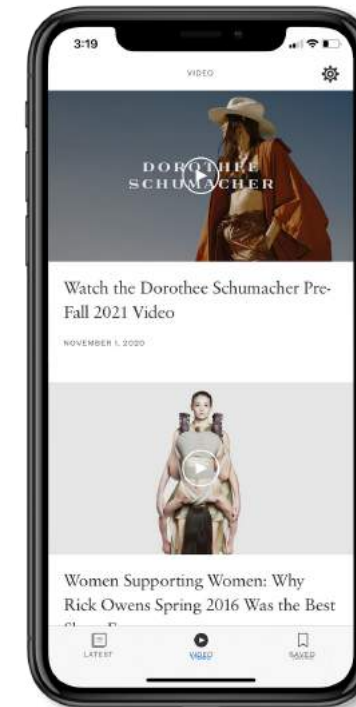 3:19
VIDEO
DOROTHEE
SCHUMACHER
Watch the Dorothee Schumacher Pre-
Fall 2021 Video
NOVEMBER 1, 2020
Women Supporting Women: Why
Rick Owens Spring 2016 Was the Best
LATEST
VIDEO
SAVED